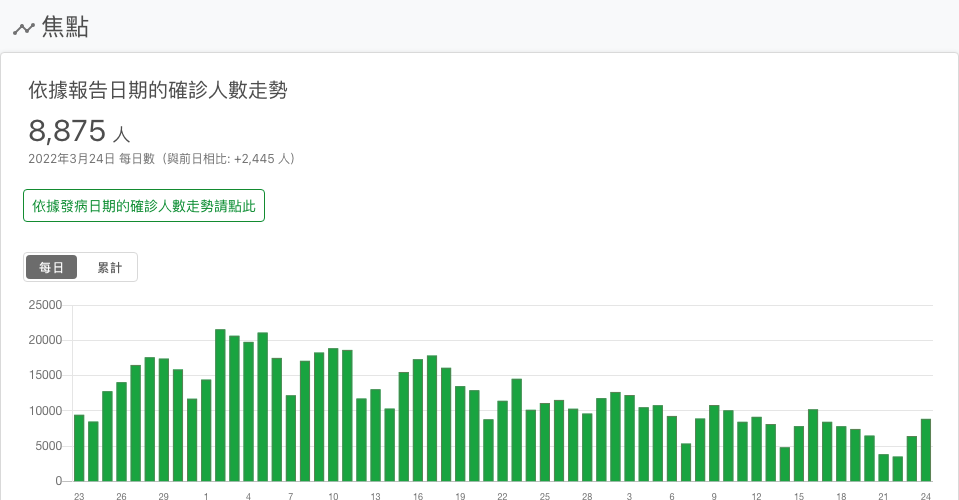 焦點
依據報告日期的確診人數走勢
8,875 人
2022年3月24日 每日數（與前日相比: +2,445 人）
依據發病日期的確診人數走勢請點此
每日 累計
25000
20000
15000
10000
5000
0
23 26 29 1 4 7 10 13 16 19 22 25 28 3 6 9 12 15 18 21 24